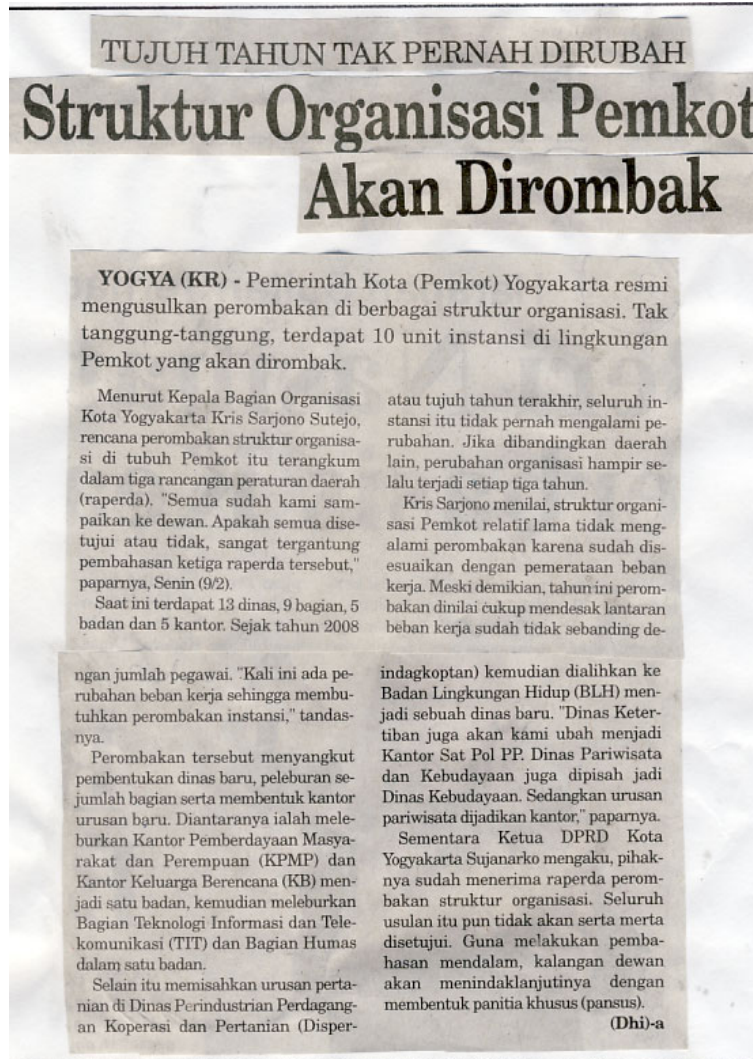 TUJUH TAHUN TAK PERNAH DIRUBAH
Struktur Organisasi Pemkot
Akan Dirombak
YOGYA (KR) - Pemerintah Kota (Pemkot) Yogyakarta resmi
mengusulkan perombakan di berbagai struktur organisasi. Tak
tanggung-tanggung, terdapat 10 unit instansi di lingkungan
Pemkot yang akan dirombak.
Menurut Kepala Bagian Organisasi
Kota Yogyakarta Kris Sarjono Sutejo,
rencana perombakan struktur organisa-
si di tubuh Pemkot itu terangkum
dalam tiga rancangan peraturan daerah
(raperda). "Semua sudah kami sam-
paikan ke dewan. Apakah semua dise-
tujui atau tidak, sangat tergantung
pembahasan ketiga raperda tersebut,"
paparnya, Senin (9/2).
Saat ini terdapat 13 dinas, 9 bagian, 5
badan dan 5 kantor. Sejak tahun 2008
atau tujuh tahun terakhir, seluruh in-
stansi itu tidak pernah mengalami pe-
rubahan. Jika dibandingkan daerah
lain, perubahan organisasi hampir se-
lalu terjadi setiap tiga tahun.
Kris Sarjono menilai, struktur organi-
sasi Pemkot relatif lama tidak meng-
alami perombakan karena sudah dis-
esuaikan dengan pemerataan beban
kerja. Meski demikian, tahun ini perom-
bakan dinilai cukup mendesak lantaran
beban kerja sudah tidak sebanding de-
ngan jumlah pegawai. "Kali ini ada pe-
rubahan beban kerja sehingga membu-
tuhkan perombakan instansi," tandas-
nya.
Perombakan tersebut menyangkut
pembentukan dinas baru, peleburan se-
jumlah bagian serta membentuk kantor
urusan baru. Diantaranya ialah mele-
burkan Kantor Pemberdayaan Masya-
rakat dan Perempuan (KPMP) dan
Kantor Keluarga Berencana (KB) men-
jadi satu badan, kemudian meleburkan
Bagian Teknologi Informasi dan Tele-
komunikasi (TIT) dan Bagian Humas
dalam satu badan.
Selain itu memisahkan urusan perta-
nian di Dinas Perindustrian Perdagang-
an Koperasi dan Pertanian (Disper-
indagkoptan) kemudian dialihkan ke
Badan Lingkungan Hidup (BLH) men-
jadi sebuah dinas baru. "Dinas Keter-
tiban juga akan kami ubah menjadi
Kantor Sat Pol PP. Dinas Pariwisata
dan Kebudayaan juga dipisah jadi
Dinas Kebudayaan. Sedangkan urusan
pariwisata dijadikan kantor," paparnya.
Sementara Ketua DPRD Kota
Yogyakarta Sujanarko mengaku, pihak-
nya sudah menerima raperda perom-
bakan struktur organisasi. Seluruh
usulan itu pun tidak akan serta merta
disetujui. Guna melakukan pemba-
hasan mendalam, kalangan dewan
akan menindaklanjutinya dengan
membentuk panitia khusus (pansus).
(Dhi)-a